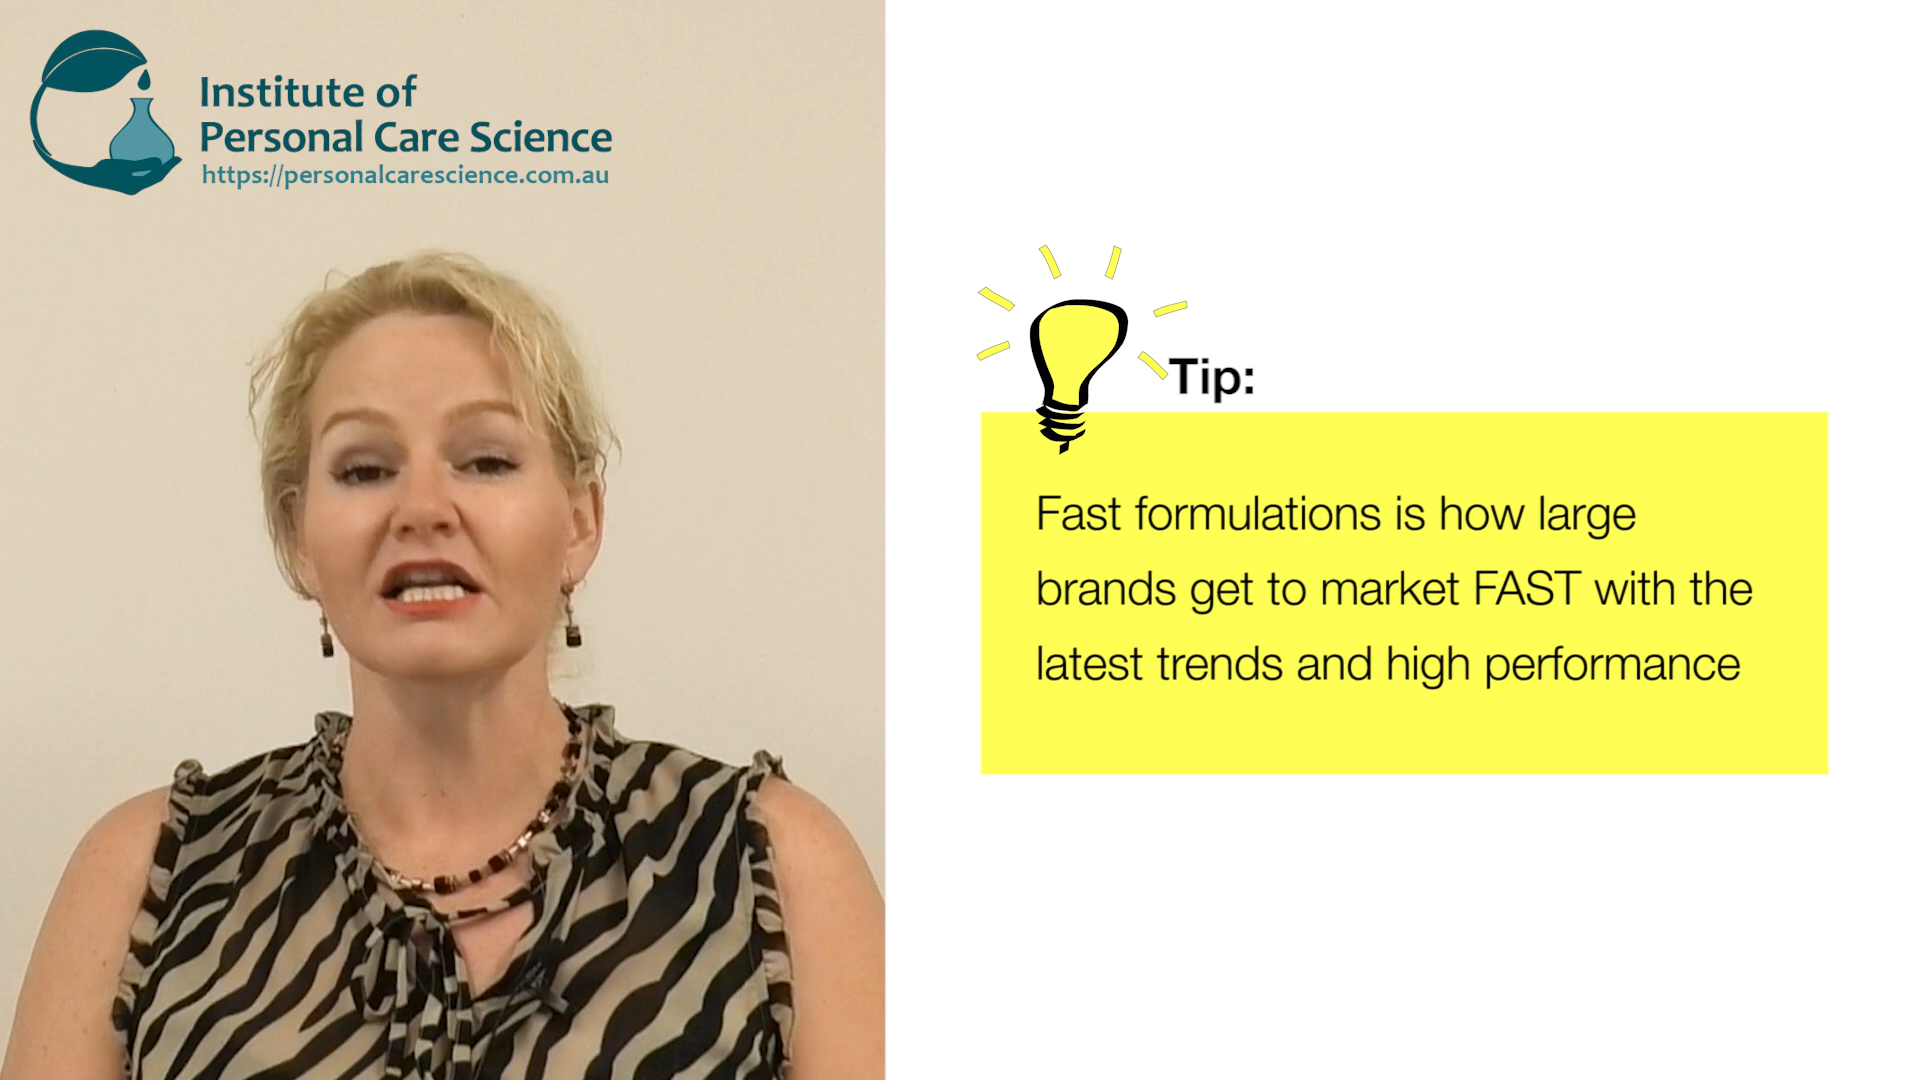 Institute of
Personal Care Science
https://personalcarescience.com.au
Tip:
Fast formulations is how large
brands get to market FAST with the
latest trends and high performance